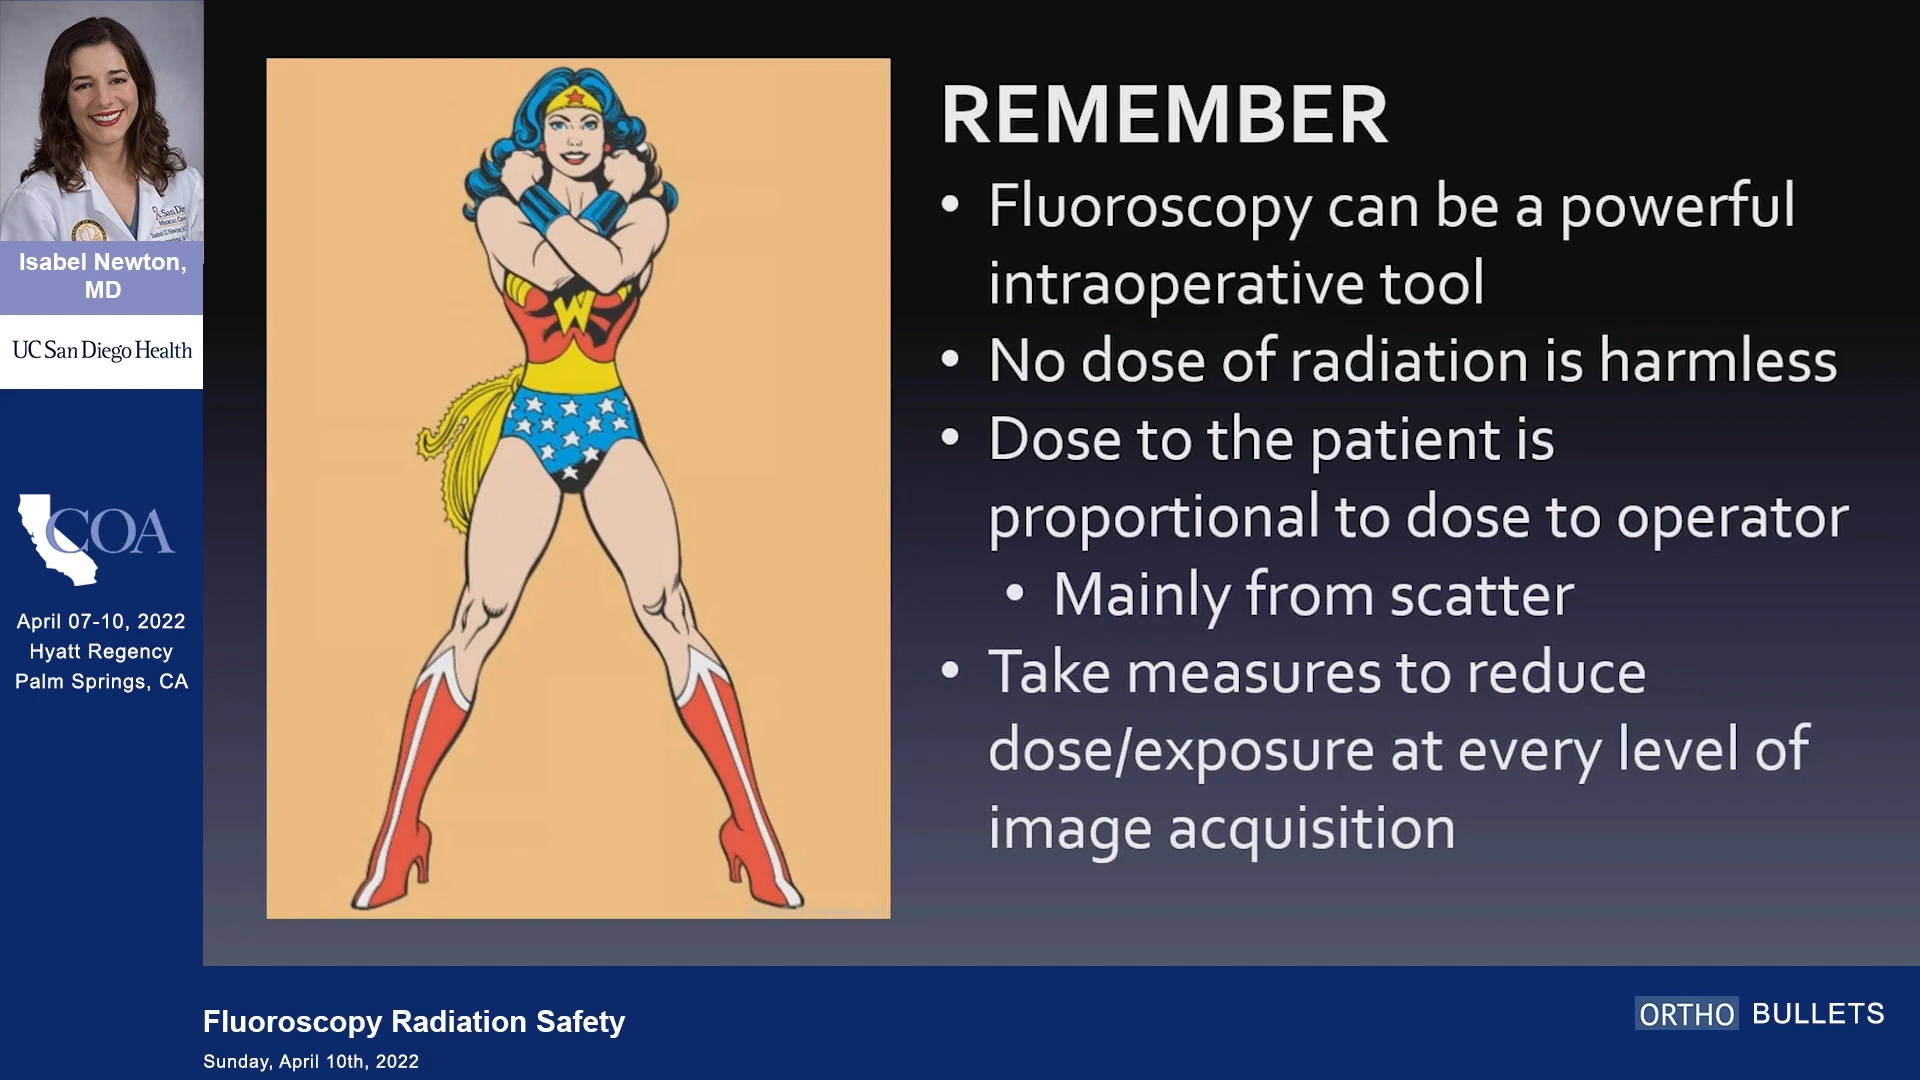 Isabel Newton,
MD
UC San Diego Health
COA
April 07-10, 2022
Hyatt Regency
Palm Springs, CA
W
REMEMBER
• Fluoroscopy can be a powerful
intraoperative tool
• No dose of radiation is harmless
• Dose to the patient is
proportional to dose to operator
• Mainly from scatter
• Take measures to reduce
dose/exposure at every level of
image acquisition
Fluoroscopy Radiation Safety
Sunday, April 10th, 2022
ORTHO BULLETS